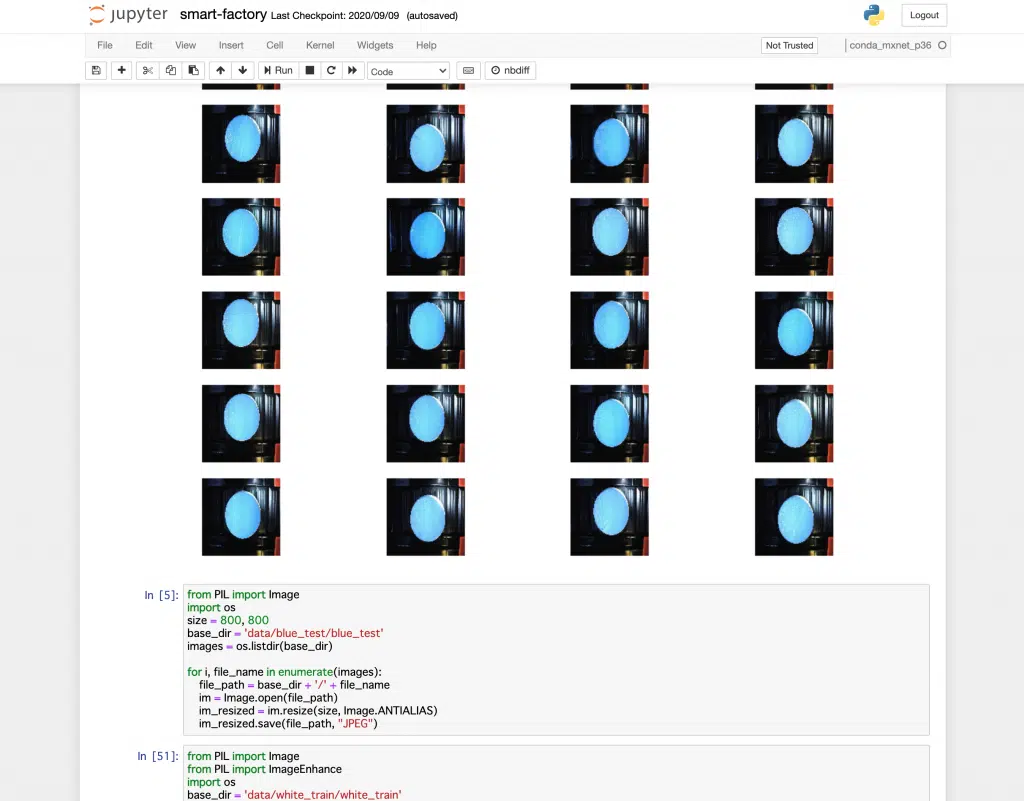 jupyter smart-factory Last Checkpoint: 2020/09/09 (autosaved) Logout
File Edit View Insert Cell Kernel Widgets Help Not Trusted conda_mxnet_p36
Run Code nbdiff
In [5]: from PIL import Image
import os
size = 800, 800
base_dir = 'data/blue_test/blue_test'
images = os.listdir(base_dir)
for i, file_name in enumerate(images):
    file_path = base_dir + '/' + file_name
    im = Image.open(file_path)
    im_resized = im.resize(size, Image.ANTIALIAS)
    im_resized.save(file_path, "JPEG")
In [51]: from PIL import Image
from PIL import ImageEnhance
import os
base_dir = 'data/white_train/white_train'